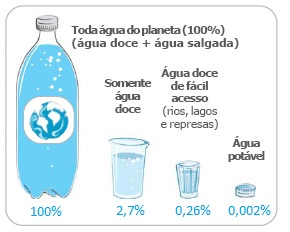 Toda água do planeta (100%)
(água doce + água salgada)
Somente
água
doce
Água doce
de fácil
acesso
(rios, lagos
e represas)
Água
potável
100%
2,7%
0,26%
0,002%